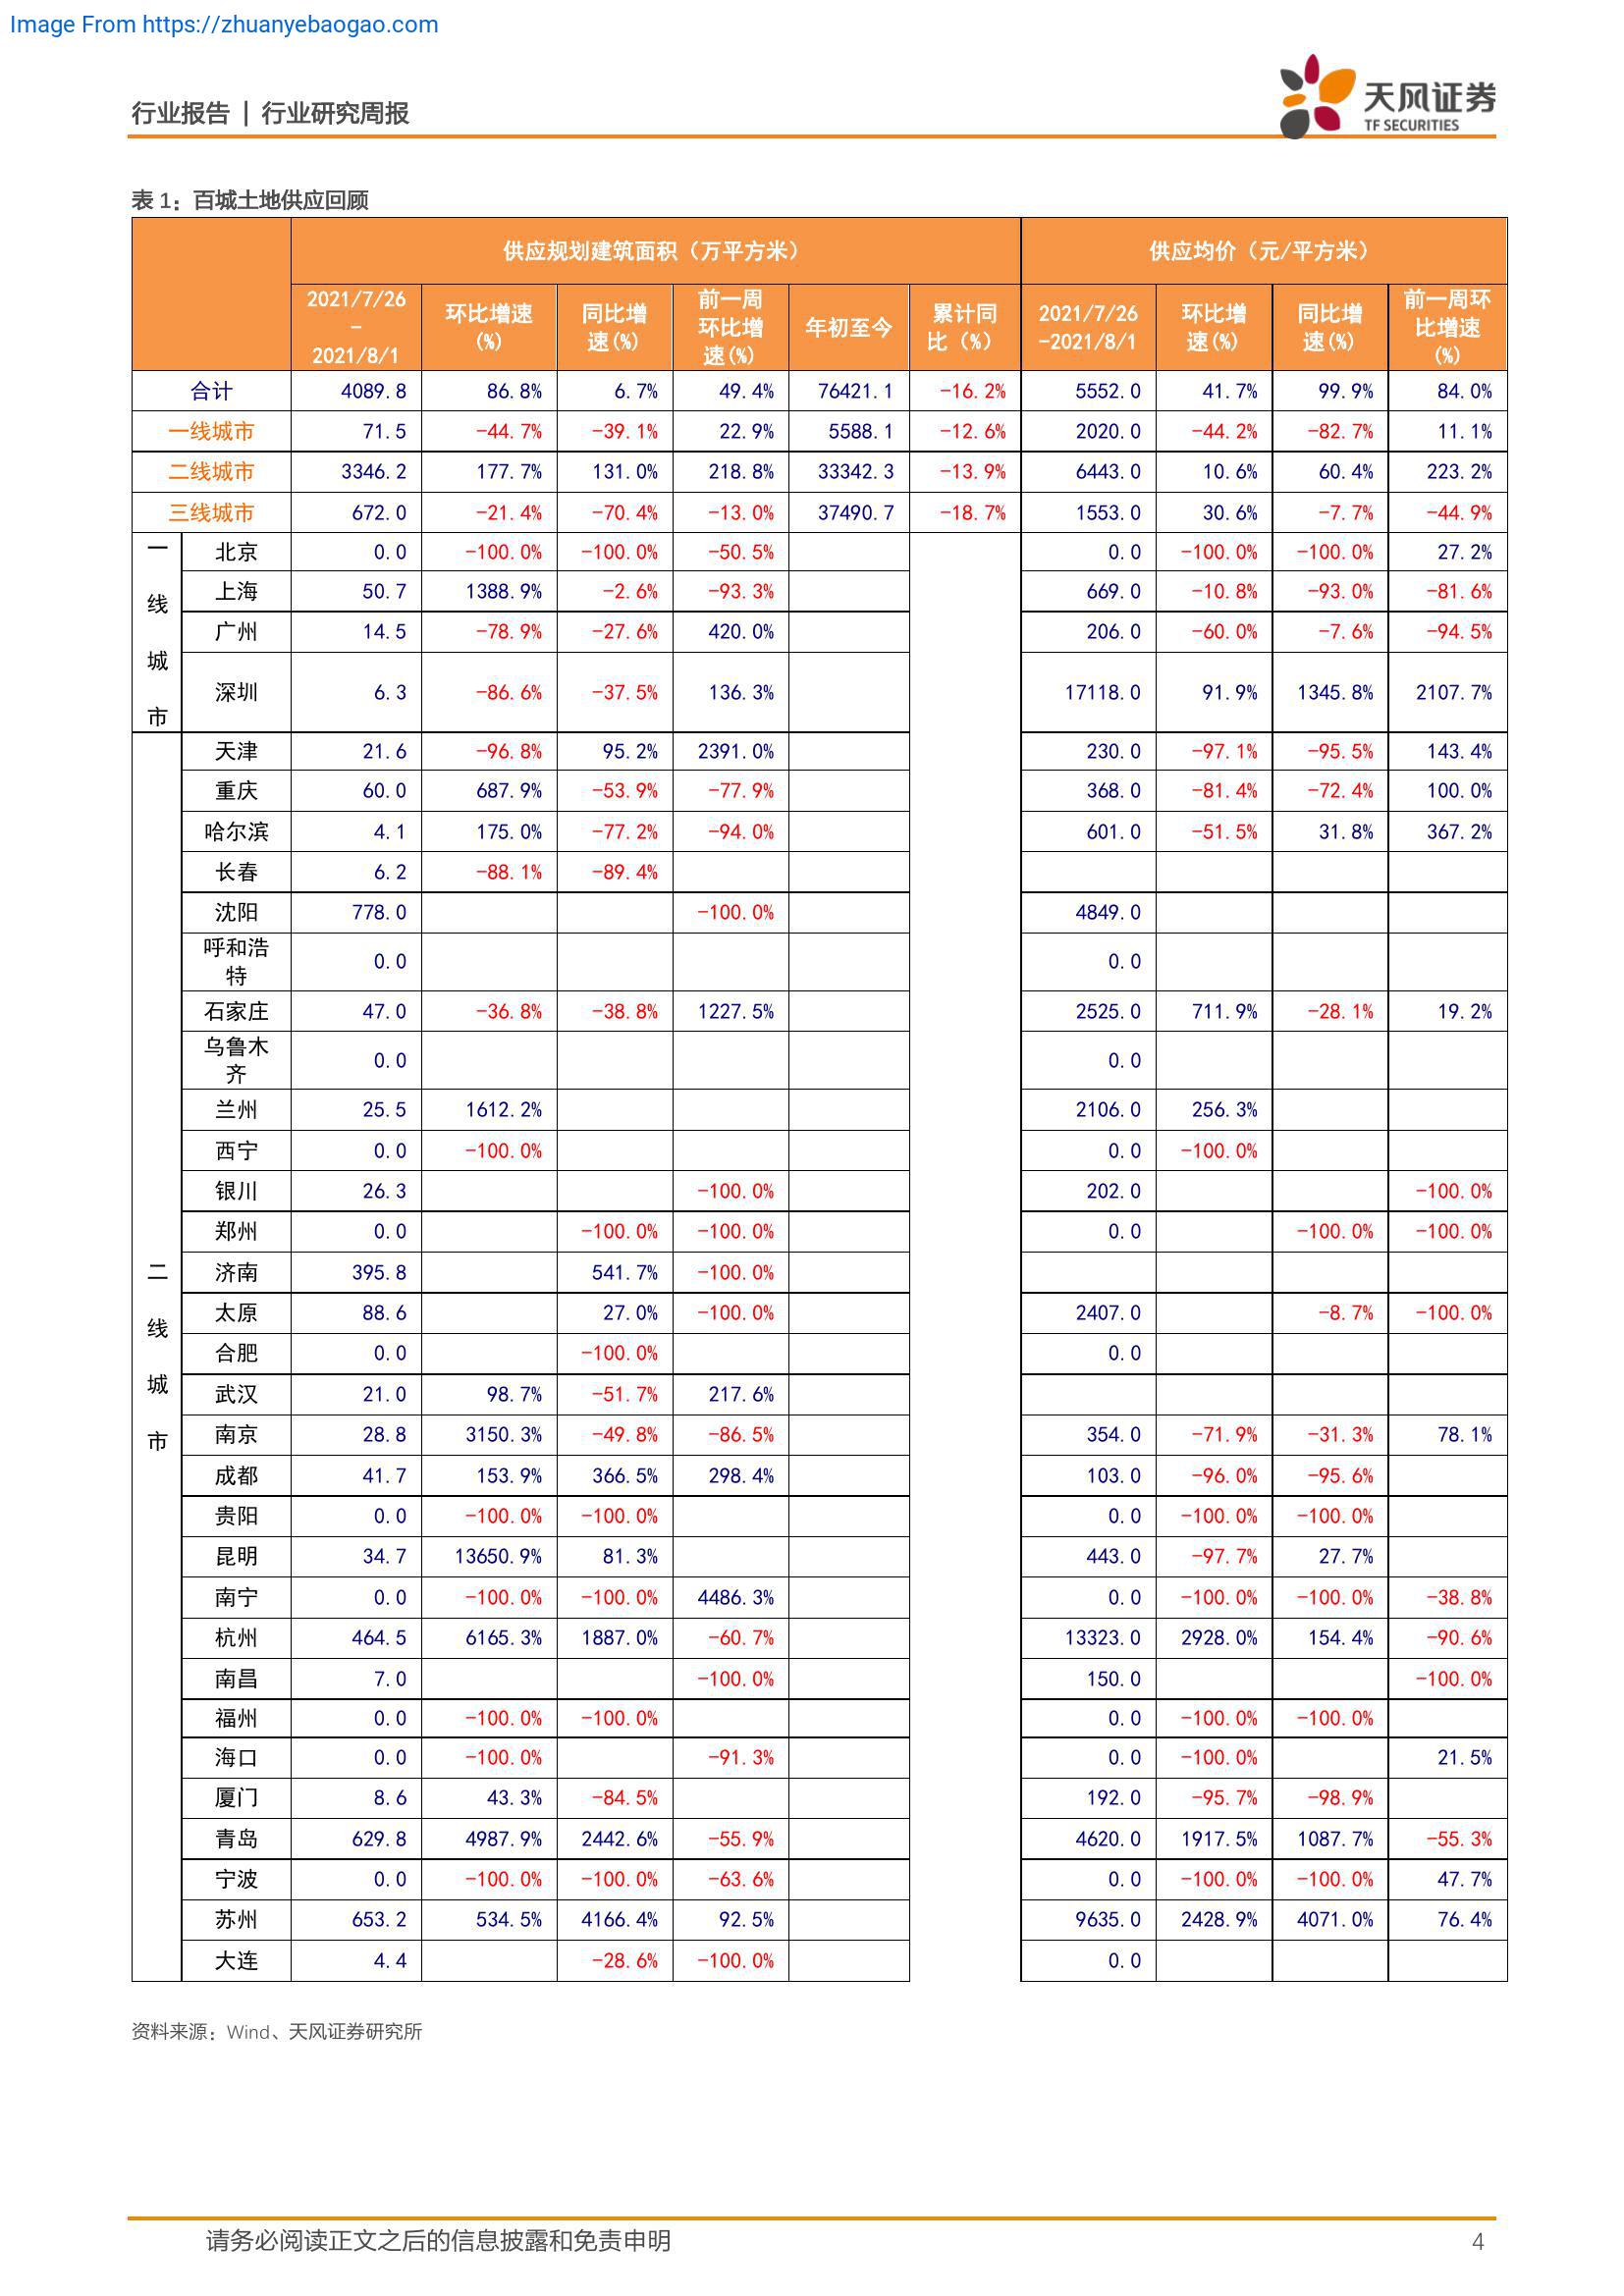 Image From https://zhuanyebaogao.com
行业报告 | 行业研究周报
天风证券
TF SECURITIES
表 1：百城土地供应回顾
供应规划建筑面积（万平方米） 供应均价（元/平方米）
2021/7/26 - 2021/8/1 环比增速(%) 同比增速(%) 前一周环比增速(%) 年初至今 累计同比（%） 2021/7/26 -2021/8/1 环比增速(%) 同比增速(%) 前一周环比增速(%)
合计 4089.8 86.8% 6.7% 49.4% 76421.1 -16.2% 5552.0 41.7% 99.9% 84.0%
一线城市 71.5 -44.7% -39.1% 22.9% 5588.1 -12.6% 2020.0 -44.2% -82.7% 11.1%
二线城市 3346.2 177.7% 131.0% 218.8% 33342.3 -13.9% 6443.0 10.6% 60.4% 223.2%
三线城市 672.0 -21.4% -70.4% -13.0% 37490.7 -18.7% 1553.0 30.6% -7.7% -44.9%
一线城市
北京 0.0 -100.0% -100.0% -50.5% 0.0 -100.0% -100.0% 27.2%
上海 50.7 1388.9% -2.6% -93.3% 669.0 -10.8% -93.0% -81.6%
广州 14.5 -78.9% -27.6% 420.0% 206.0 -60.0% -7.6% -94.5%
深圳 6.3 -86.6% -37.5% 136.3% 17118.0 91.9% 1345.8% 2107.7%
二线城市
天津 21.6 -96.8% 95.2% 2391.0% 230.0 -97.1% -95.5% 143.4%
重庆 60.0 687.9% -53.9% -77.9% 368.0 -81.4% -72.4% 100.0%
哈尔滨 4.1 175.0% -77.2% -94.0% 601.0 -51.5% 31.8% 367.2%
长春 6.2 -88.1% -89.4%
沈阳 778.0 -100.0% 4849.0
呼和浩特 0.0 0.0
石家庄 47.0 -36.8% -38.8% 1227.5% 2525.0 711.9% -28.1% 19.2%
乌鲁木齐 0.0 0.0
兰州 25.5 1612.2% 2106.0 256.3%
西宁 0.0 -100.0% 0.0 -100.0%
银川 26.3 -100.0% 202.0 -100.0%
郑州 0.0 -100.0% -100.0% 0.0 -100.0% -100.0%
济南 395.8 541.7% -100.0%
太原 88.6 27.0% -100.0% 2407.0 -8.7% -100.0%
合肥 0.0 -100.0% 0.0
武汉 21.0 98.7% -51.7% 217.6%
南京 28.8 3150.3% -49.8% -86.5% 354.0 -71.9% -31.3% 78.1%
成都 41.7 153.9% 366.5% 298.4% 103.0 -96.0% -95.6%
贵阳 0.0 -100.0% -100.0% 0.0 -100.0% -100.0%
昆明 34.7 13650.9% 81.3% 443.0 -97.7% 27.7%
南宁 0.0 -100.0% -100.0% 4486.3% 0.0 -100.0% -100.0% -38.8%
杭州 464.5 6165.3% 1887.0% -60.7% 13323.0 2928.0% 154.4% -90.6%
南昌 7.0 -100.0% 150.0 -100.0%
福州 0.0 -100.0% -100.0% 0.0 -100.0% -100.0%
海口 0.0 -100.0% -91.3% 0.0 -100.0% 21.5%
厦门 8.6 43.3% -84.5% 192.0 -95.7% -98.9%
青岛 629.8 4987.9% 2442.6% -55.9% 4620.0 1917.5% 1087.7% -55.3%
宁波 0.0 -100.0% -100.0% -63.6% 0.0 -100.0% -100.0% 47.7%
苏州 653.2 534.5% 4166.4% 92.5% 9635.0 2428.9% 4071.0% 76.4%
大连 4.4 -28.6% -100.0% 0.0
资料来源：Wind、天风证券研究所
请务必阅读正文之后的信息披露和免责申明 4